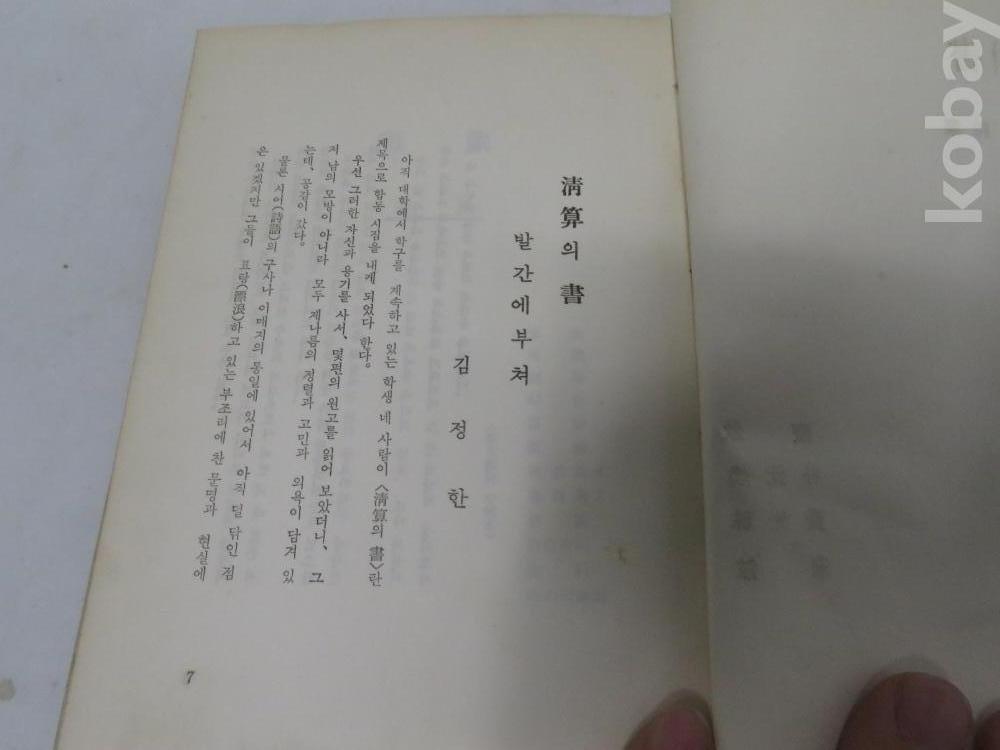 淸算의 書
발간에부쳐
김정한
아직 대학에서 학구를 계속하고 있는 학생 네 사람이 〈淸算의 書〉란
제목으로 합동 시집을 내게 되었다 한다。
우선 그러한 자신과 용기를 사서、몇편의 원고를 읽어 보았더니、그
저 남의 모방이 아니라 모두 제나름의 정렬과 고민과 의욕이 담겨 있
는데、공감이 갔다。
물론 시어(詩語)의 구사나 이메지의 통일에 있어서 아직 덜 닦인 점
은 있겠지만 그들이 표랑(漂浪)하고 있는 부조리에 찬 문명과 현실에
7
kobay